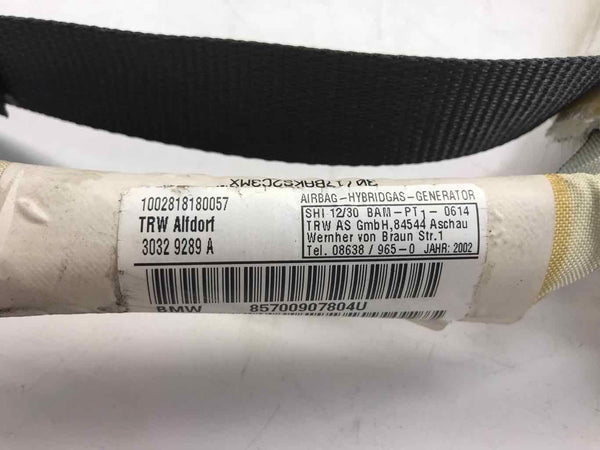 1002818180057
TRW Alfdorf
3032 9289 A
AIRBAG-HYBRIDGAS-GENERATOR
SHI 12/30 BAM-PT1-0614
TRW AS GmbH,84544 Aschau
Wernher von Braun Str.1
Tel. 08638 / 965-0 JAHR: 2002
BMW 85700907804U